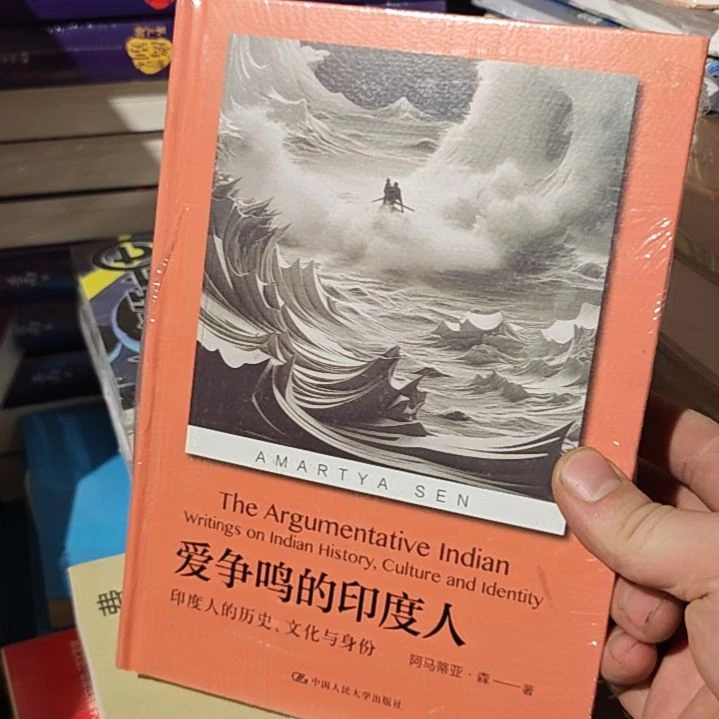 AMARTYA SEN
The Argumentative Indian
Writings on Indian History, Culture and Identity
爱争鸣的印度人
印度人的历史、文化与身份
阿马蒂亚·森——著
中国人民大学出版社